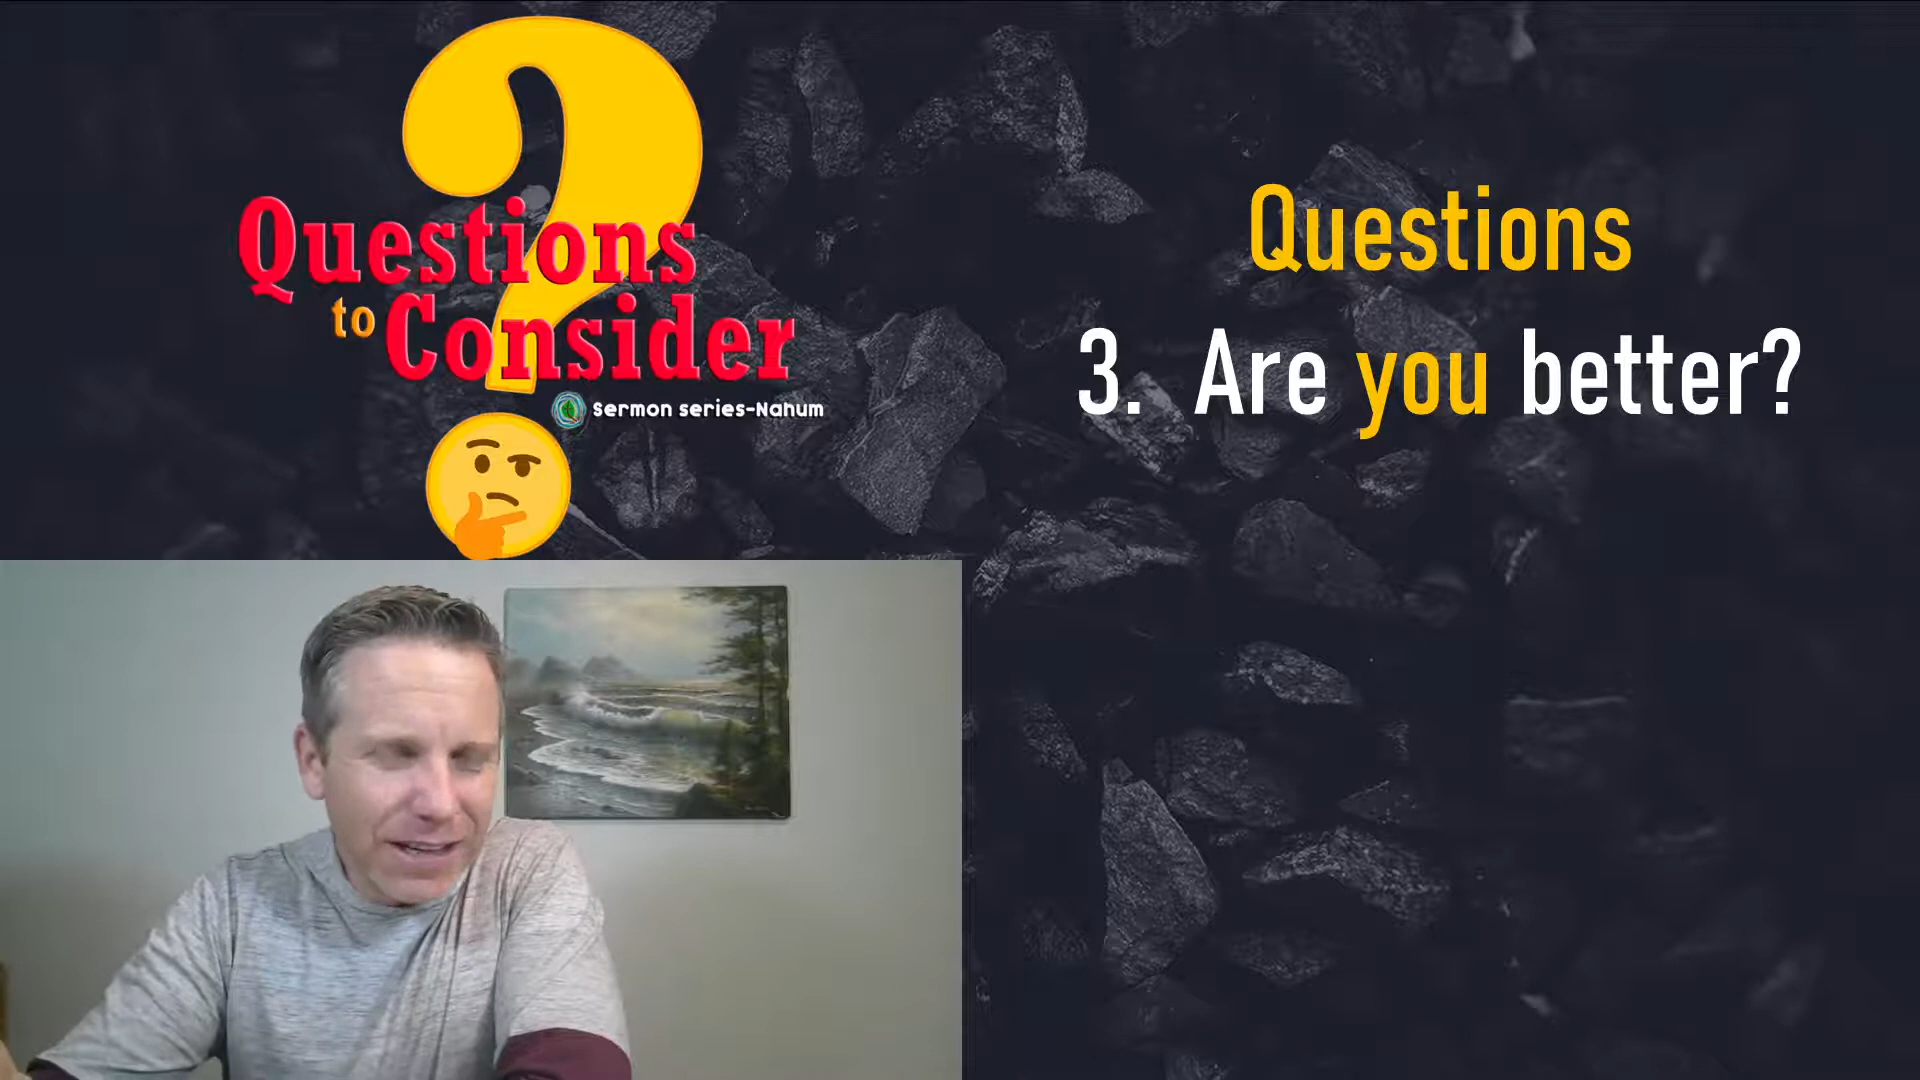 ?
Questions
to Consider
Sermon series-Nahum
Questions
3. Are you better?